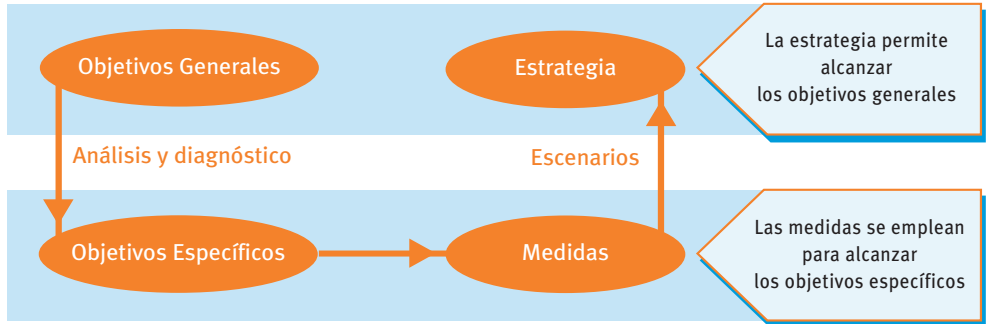 Objetivos Generales
Estrategia
La estrategia permite
alcanzar
los objetivos generales
Análisis y diagnóstico
Escenarios
Objetivos Específicos
Medidas
Las medidas se emplean
para alcanzar
los objetivos específicos